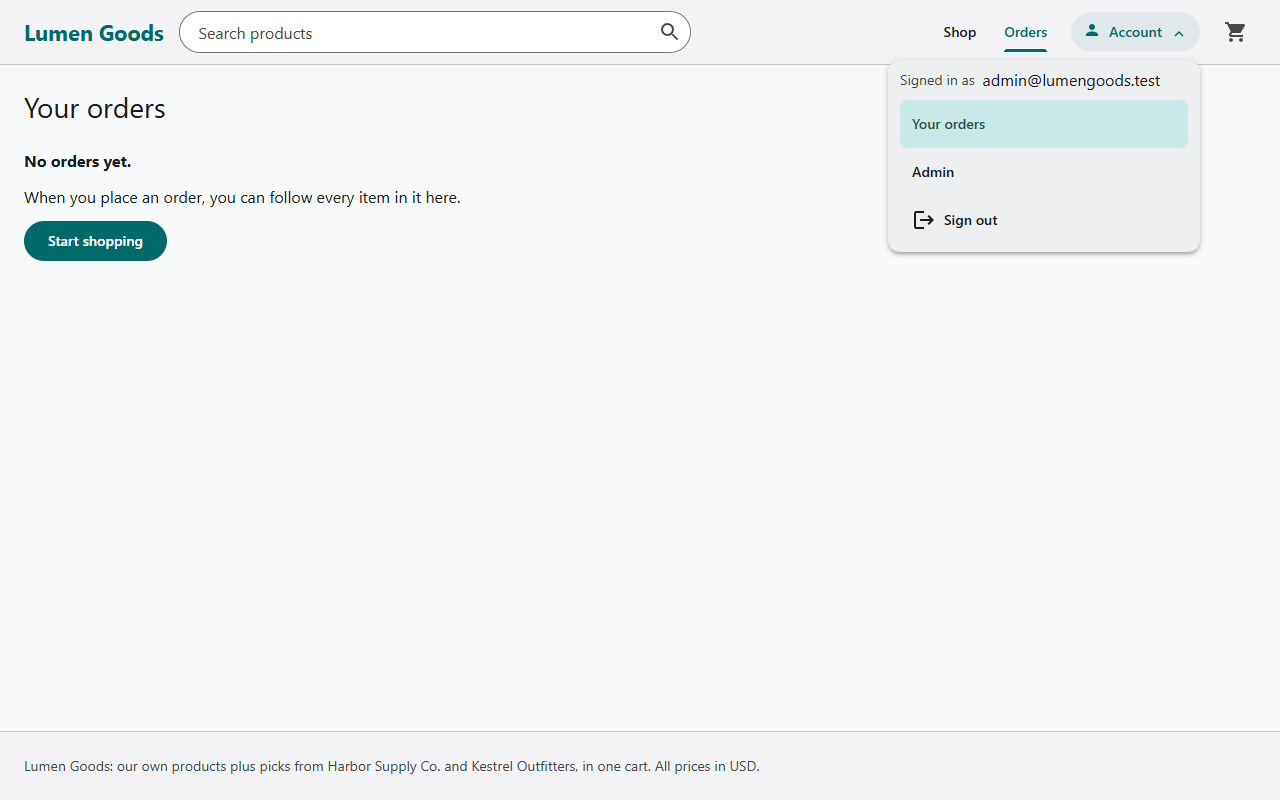 Lumen Goods
Search products
Shop
Orders
Account
Signed in as admin@lumengoods.test
Your orders
Admin
Sign out
Your orders
No orders yet.
When you place an order, you can follow every item in it here.
Start shopping
Lumen Goods: our own products plus picks from Harbor Supply Co. and Kestrel Outfitters, in one cart. All prices in USD.